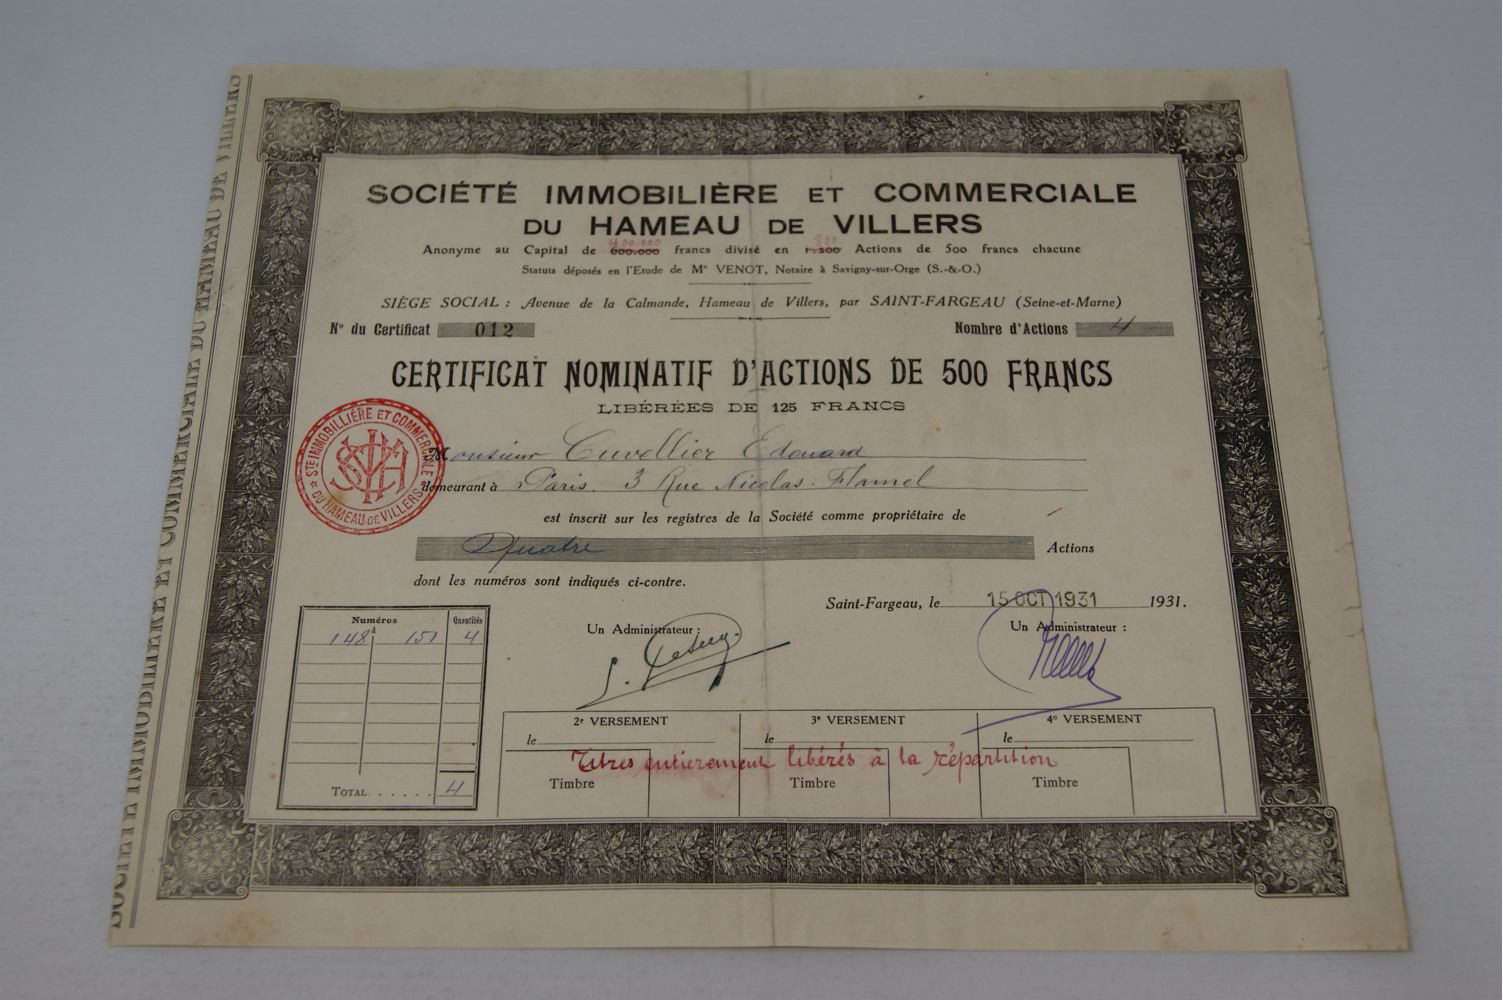 SOCIÉTÉ IMMOBILIÈRE ET COMMERCIALE DU HAMEAU DE VILLERS
SOCIÉTÉ IMMOBILIÈRE ET COMMERCIALE
DU HAMEAU DE VILLERS
400.000 800
Anonyme au Capital de 600.000 francs divisé en 1.200 Actions de 500 francs chacune
Statuts déposés en l'Etude de Me VENOT, Notaire à Savigny-sur-Orge (S.-&-O.)
SIÈGE SOCIAL : Avenue de la Calmande, Hameau de Villers, par SAINT-FARGEAU (Seine-et-Marne)
N° du Certificat 012 Nombre d'Actions 4
CERTIFICAT NOMINATIF D'ACTIONS DE 500 FRANCS
LIBÉRÉES DE 125 FRANCS
STÉ IMMOBILLIÈRE ET COMMERCIALE
DU HAMEAU DE VILLERS
Monsieur Cuvellier Edouard
demeurant à Paris. 3 Rue Nicolas Flamel
est inscrit sur les registres de la Société comme propriétaire de
Quatre Actions
dont les numéros sont indiqués ci-contre.
Saint-Fargeau, le 15 OCT 1931 1931.
Numéros Quantités
à
148 151 4
TOTAL 4
Un Administrateur : Un Administrateur :
2e VERSEMENT 3e VERSEMENT 4e VERSEMENT
le le le
Titres entièrement libérés à la répartition
Timbre Timbre Timbre